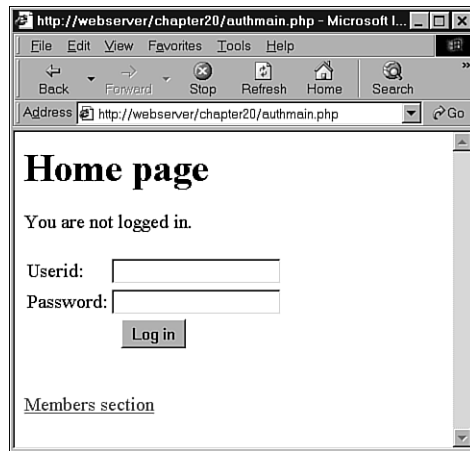 http://webserver/chapter20/authmain.php - Microsoft I...
File Edit View Favorites Tools Help
Back Forward Stop Refresh Home Search »
Address http://webserver/chapter20/authmain.php Go
Home page
You are not logged in.
Userid:
Password:
Log in
Members section